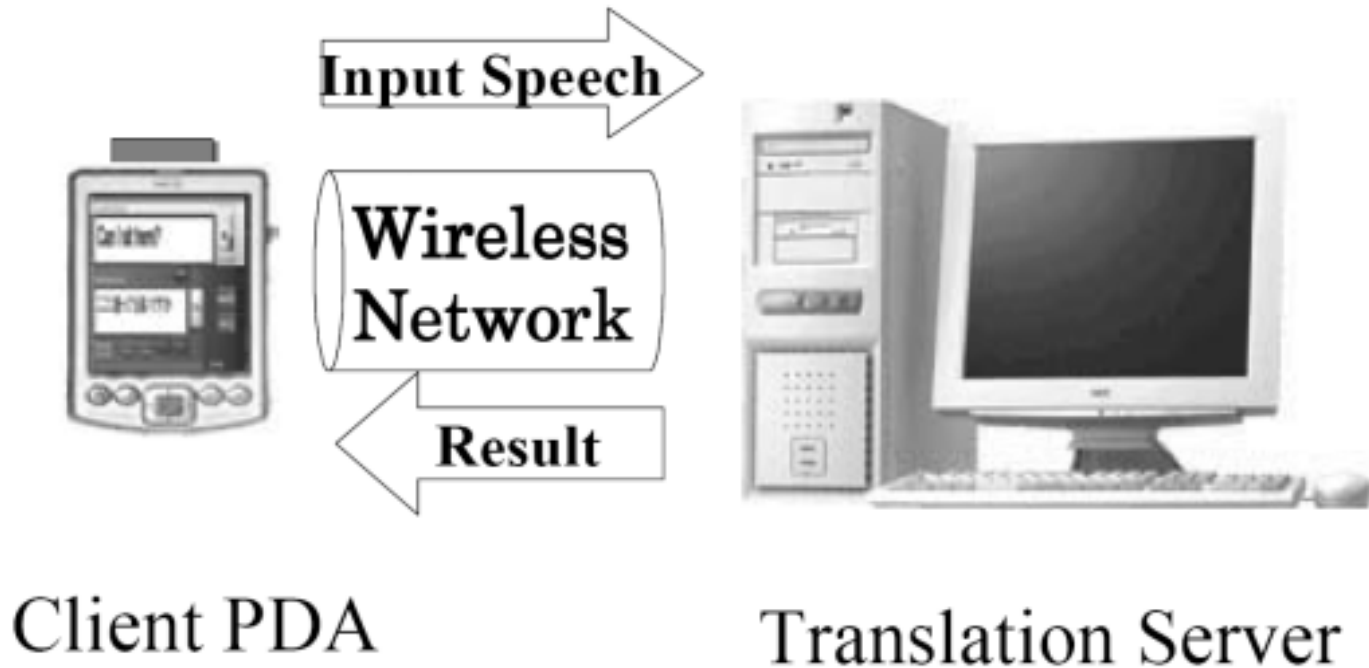 Input Speech
Wireless
Network
Result
Client PDA
Translation Server